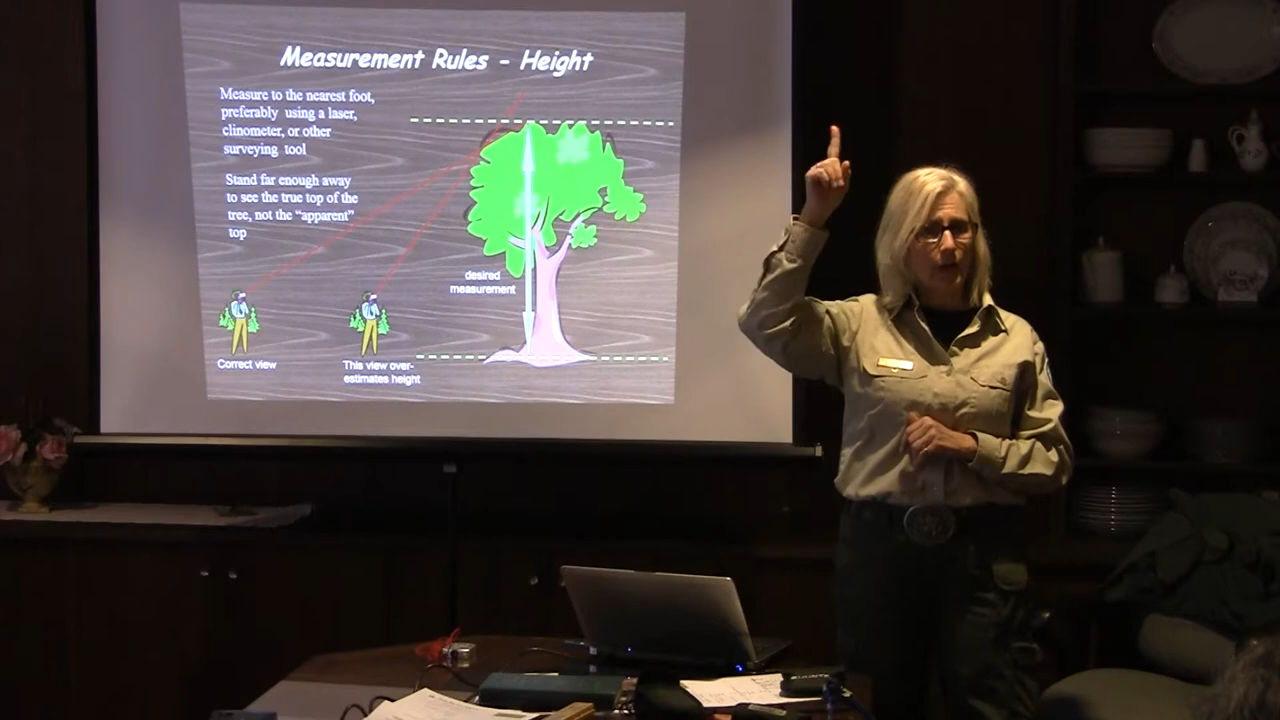 Measurement Rules - Height
Measure to the nearest foot,
preferably using a laser,
clinometer, or other
surveying tool
Stand far enough away
to see the true top of the
tree, not the “apparent”
top
desired
measurement
Correct view
This view over-
estimates height